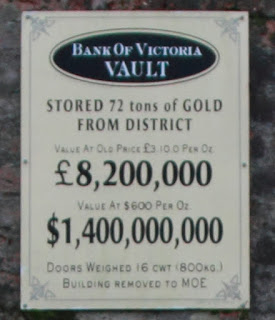 BANK OF VICTORIA
VAULT
STORED 72 tons of GOLD
FROM DISTRICT
VALUE AT OLD PRICE £3.10.0 PER OZ
£8,200,000
VALUE AT $600 PER OZ.
$1,400,000,000
DOORS WEIGHED 16 CWT (800KG.)
BUILDING REMOVED TO MOE